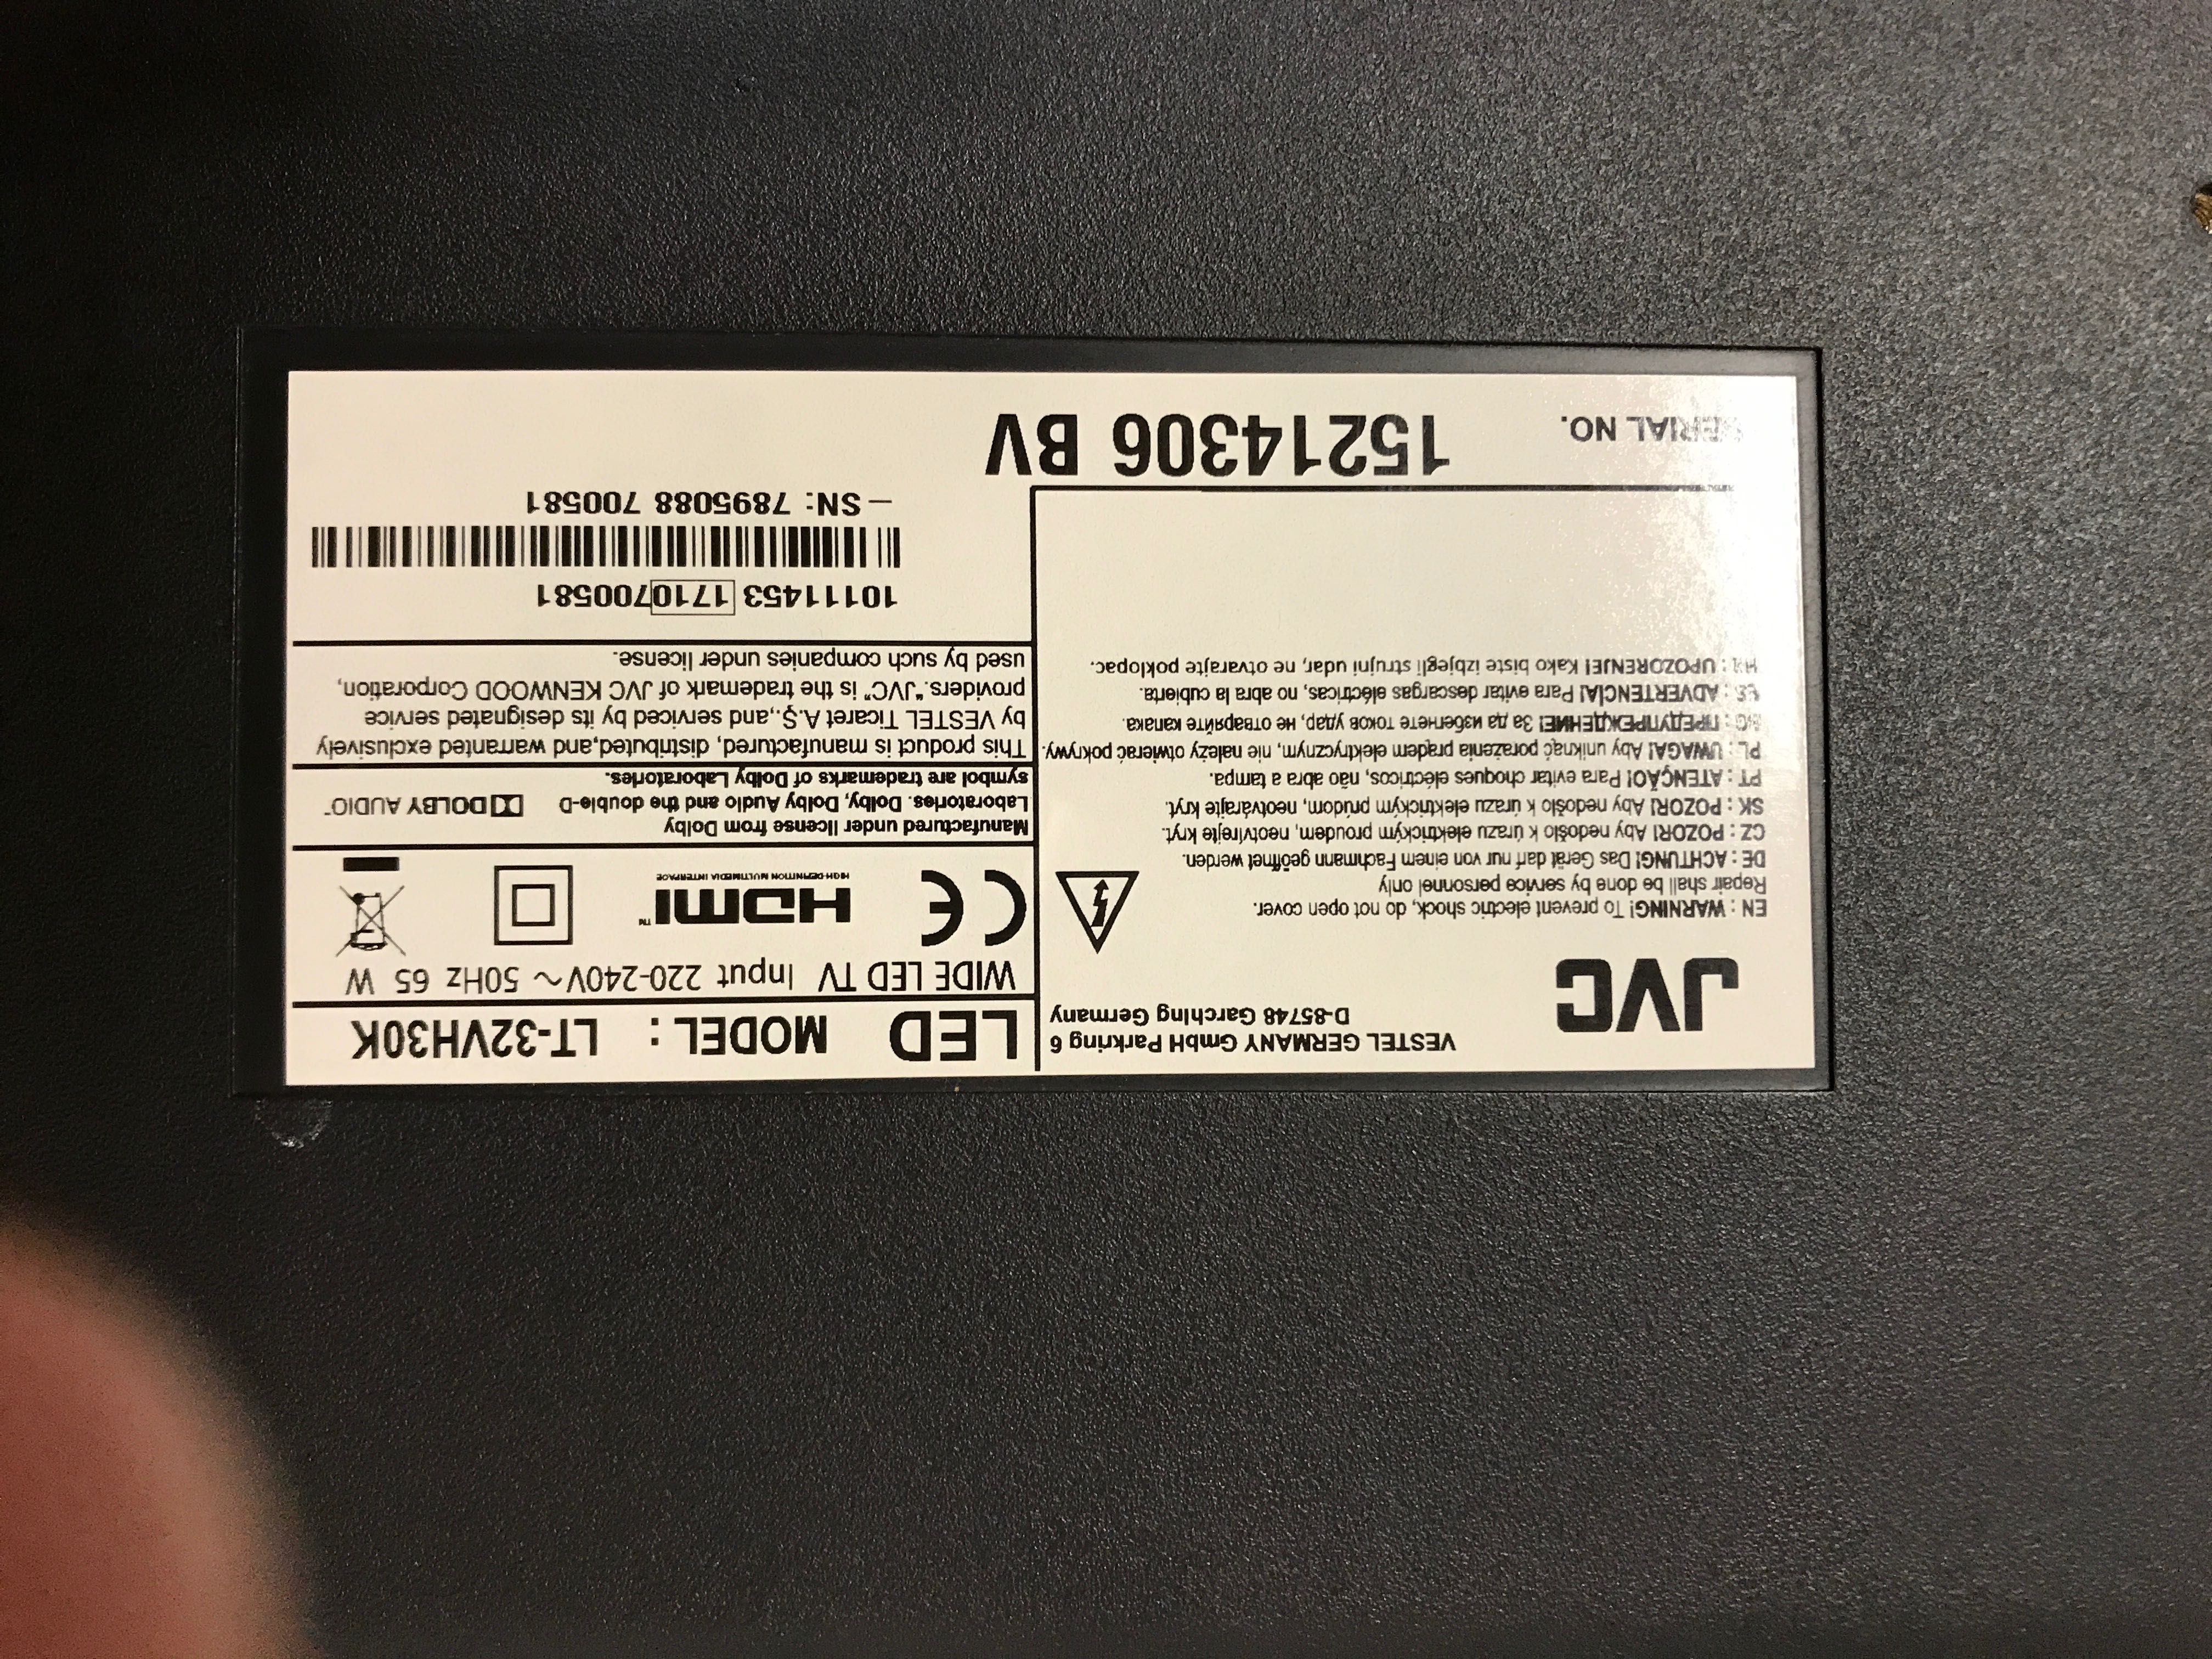 JVC
VESTEL GERMANY GmbH Parkring 6
D-85748 Garching Germany
EN : WARNING! To prevent electric shock, do not open cover.
Repair shall be done by service personnel only
DE : ACHTUNG! Das Gerät darf nur von einem Fachmann geöffnet werden.
CZ : POZOR! Aby nedošlo k úrazu elektrickým proudem, neotvírejte kryt.
SK : POZOR! Aby nedošlo k úrazu elektrickým prúdom, neotvárajte kryt.
PT : ATENÇÃO! Para evitar choques eléctricos, não abra a tampa.
PL : UWAGA! Aby uniknąć porażenia prądem elektrycznym, nie należy otwierać pokrywy.
BG : ПРЕДУПРЕЖДЕНИЕ! За да избегнете токов удар, не отваряйте капака.
ES : ADVERTENCIA! Para evitar descargas eléctricas, no abra la cubierta.
HR : UPOZORENJE! Kako biste izbjegli strujni udar, ne otvarajte poklopac.
SERIAL NO. 15214306 BV
LED MODEL : LT-32VH30K
WIDE LED TV Input 220-240V~ 50Hz 65 W
CE HDMI™
HIGH-DEFINITION MULTIMEDIA INTERFACE
Manufactured under license from Dolby
Laboratories. Dolby, Dolby Audio and the double-D
symbol are trademarks of Dolby Laboratories.
DOLBY AUDIO™
This product is manufactured, distributed,and warranted exclusively
by VESTEL Ticaret A.Ş.,and serviced by its designated service
providers."JVC" is the trademark of JVC KENWOOD Corporation,
used by such companies under license.
10111453 1710700581
– SN: 7895088 700581